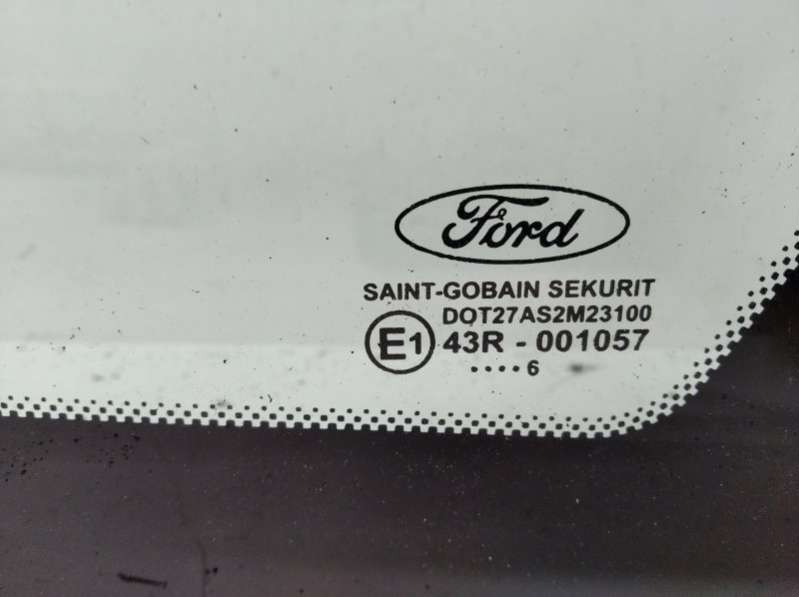 Ford
SAINT-GOBAIN SEKURIT
DOT27AS2M23100
E1 43R - 001057
....6